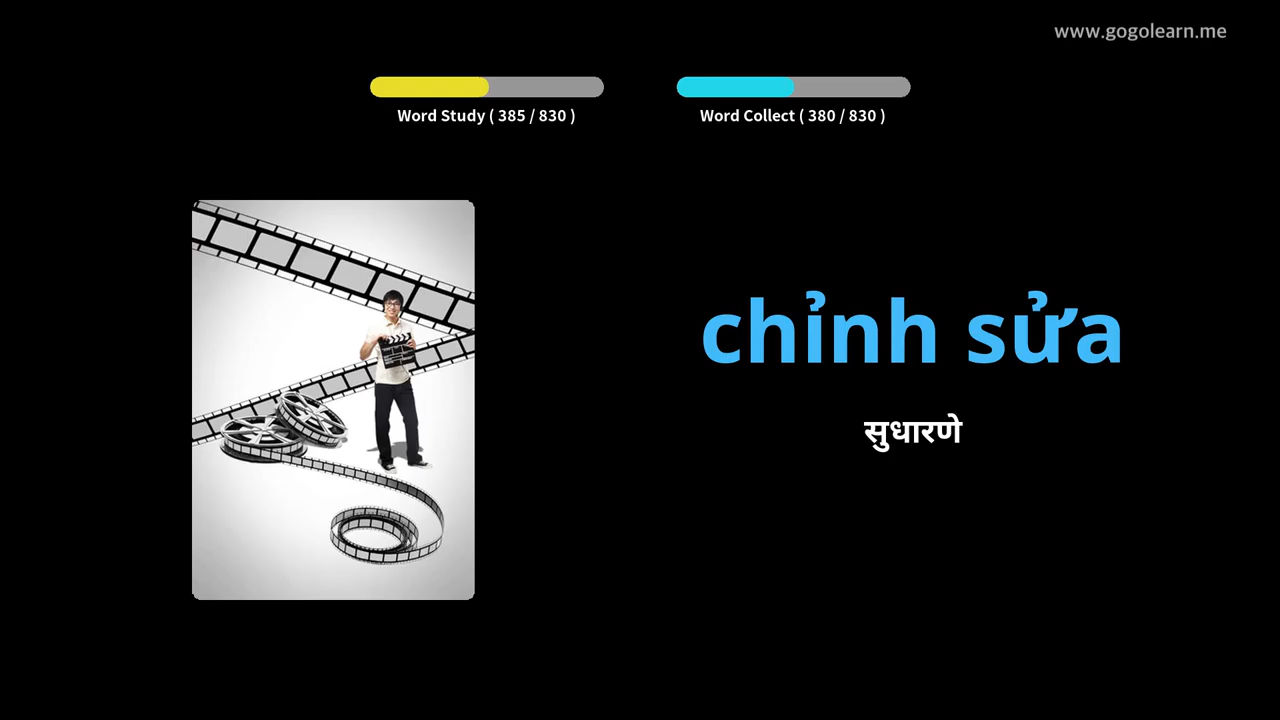 www.gogolearn.me
Word Study ( 385 / 830 )
Word Collect ( 380 / 830 )
chỉnh sửa
सुधारणे